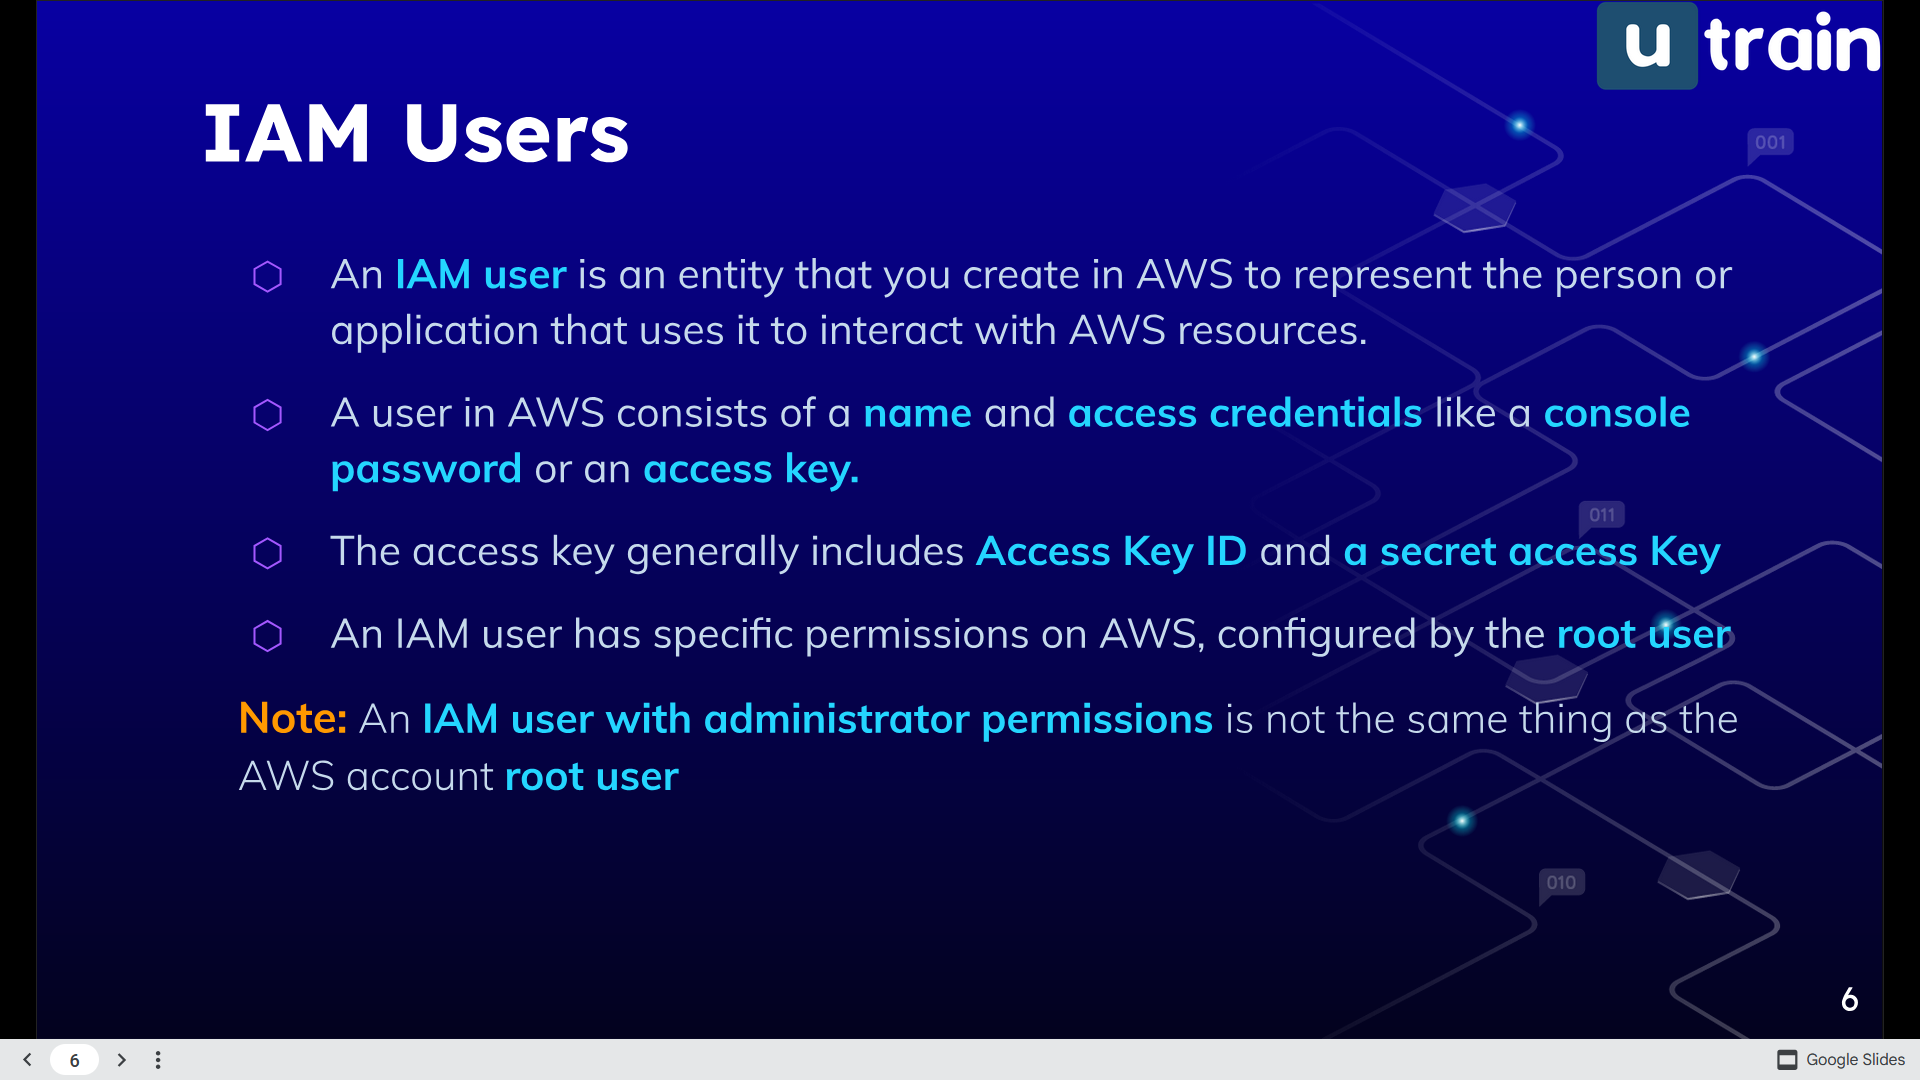 u train
001
IAM Users
An IAM user is an entity that you create in AWS to represent the person or
application that uses it to interact with AWS resources.
A user in AWS consists of a name and access credentials like a console
password or an access key.
011
The access key generally includes Access Key ID and a secret access Key
An IAM user has specific permissions on AWS, configured by the root user
Note: An IAM user with administrator permissions is not the same thing as the
AWS account root user
010
6
6
Google Slides